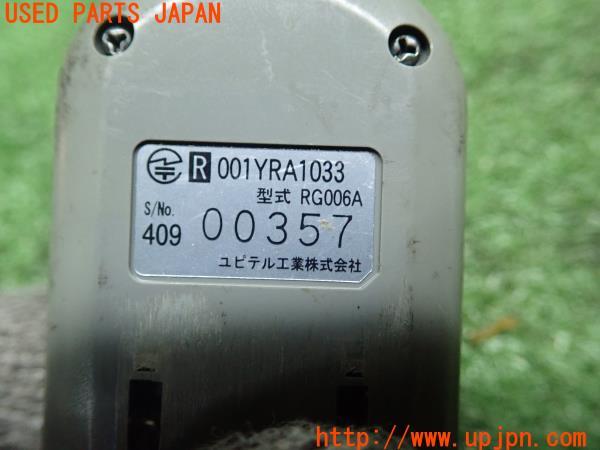 USED PARTS JAPAN
R 001YRA1033
型式 RG006A
S/No. 409 00357
ユピテル工業株式会社
http://www.upjpn.com